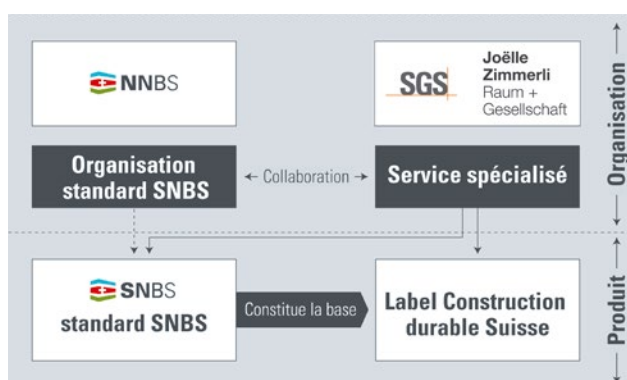 NNBS
SGS
Joëlle
Zimmerli
Raum +
Gesellschaft
Organisation
Organisation
standard SNBS
Collaboration
Service spécialisé
SNBS
standard SNBS
Constitue la base
Label Construction
durable Suisse
Produit